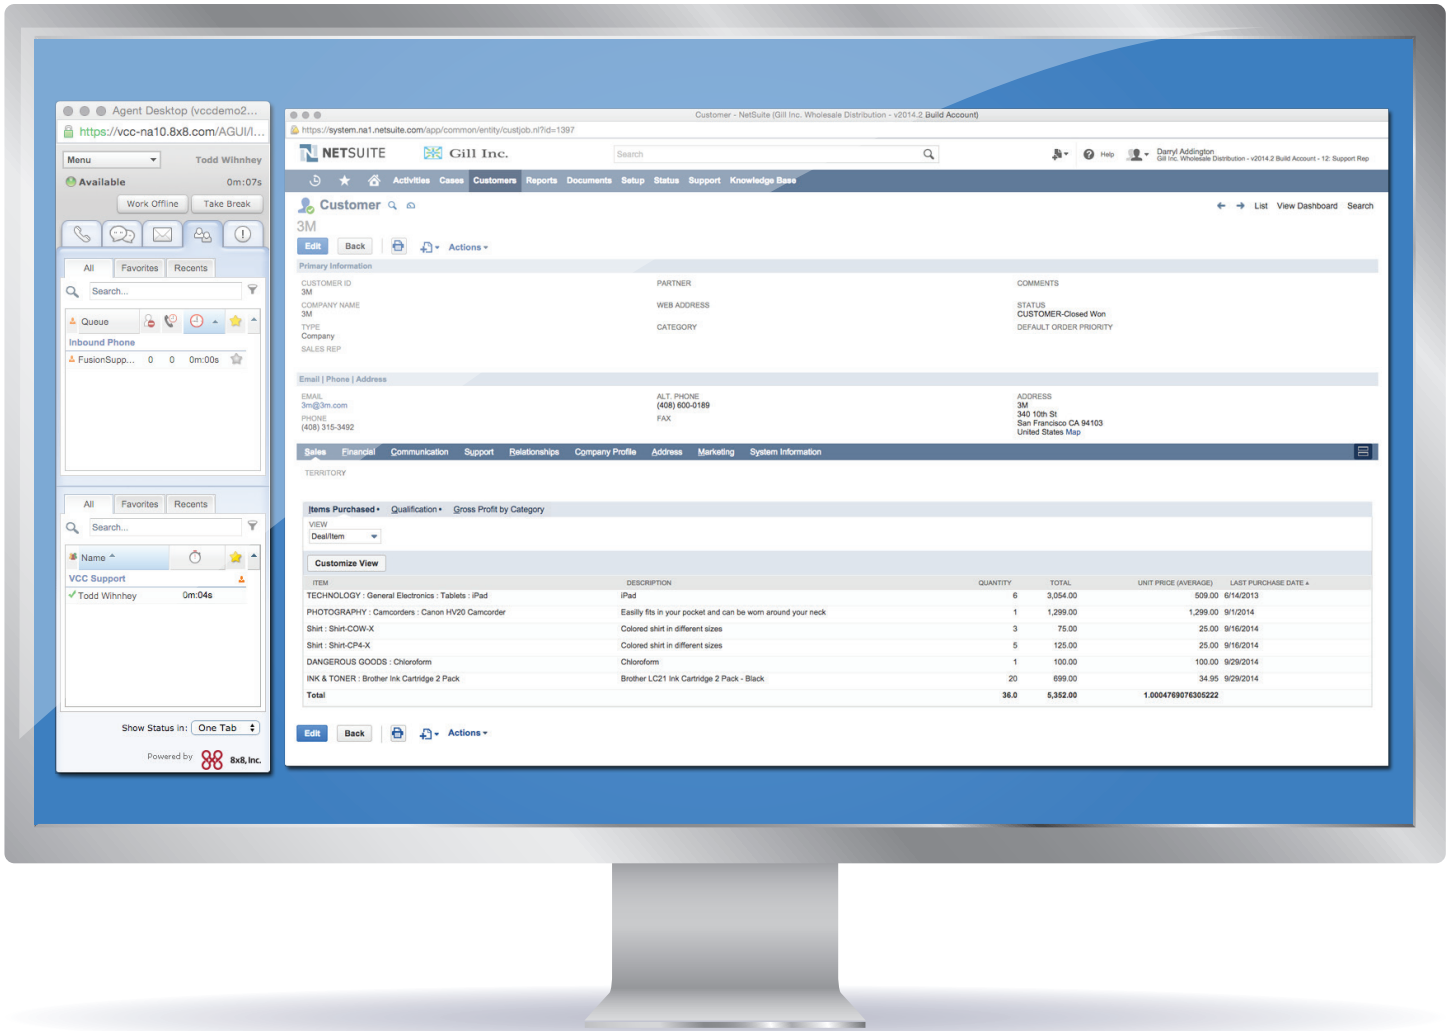 Agent Desktop (vccdemo2...
https://vcc-na10.8x8.com/AGUI/I...
Menu
Todd Wihnhey
Available
0m:07s
Work Offline
Take Break
All
Favorites
Recents
Search...
Queue
Inbound Phone
FusionSupp... 0 0 0m:00s
All
Favorites
Recents
Search...
Name
VCC Support
Todd Wihnhey 0m:04s
Show Status in: One Tab
Powered by 8x8, Inc.
Customer - NetSuite (Gill Inc. Wholesale Distribution - v2014.2 Build Account)
https://system.na1.netsuite.com/app/common/entity/custjob.nl?id=1397
NETSUITE
Gill Inc.
Search
Help
Darryl Addington
Gill Inc. Wholesale Distribution - v2014.2 Build Account - 12: Support Rep
Activities Cases Customers Reports Documents Setup Status Support Knowledge Base
Customer
List View Dashboard Search
3M
Edit Back Actions
Primary Information
CUSTOMER ID
3M
COMPANY NAME
3M
TYPE
Company
SALES REP
PARTNER
WEB ADDRESS
CATEGORY
COMMENTS
STATUS
CUSTOMER-Closed Won
DEFAULT ORDER PRIORITY
Email | Phone | Address
EMAIL
3m@3m.com
PHONE
(408) 315-3492
ALT. PHONE
(408) 600-0189
FAX
ADDRESS
3M
340 10th St
San Francisco CA 94103
United States Map
Sales Financial Communication Support Relationships Company Profile Address Marketing System Information
TERRITORY
Items Purchased • Qualification • Gross Profit by Category
VIEW
Deal/Item
Customize View
ITEM DESCRIPTION QUANTITY TOTAL UNIT PRICE (AVERAGE) LAST PURCHASE DATE
TECHNOLOGY : General Electronics : Tablets : iPad iPad 6 3,054.00 509.00 6/14/2013
PHOTOGRAPHY : Camcorders : Canon HV20 Camcorder Easilly fits in your pocket and can be worn around your neck 1 1,299.00 1,299.00 9/1/2014
Shirt : Shirt-COW-X Colored shirt in different sizes 3 75.00 25.00 9/16/2014
Shirt : Shirt-CP4-X Colored shirt in different sizes 5 125.00 25.00 9/16/2014
DANGEROUS GOODS : Chloroform Chloroform 1 100.00 100.00 9/29/2014
INK & TONER : Brother Ink Cartridge 2 Pack Brother LC21 Ink Cartridge 2 Pack - Black 20 699.00 34.95 9/29/2014
Total 36.0 5,352.00 1.0004769076305222
Edit Back Actions